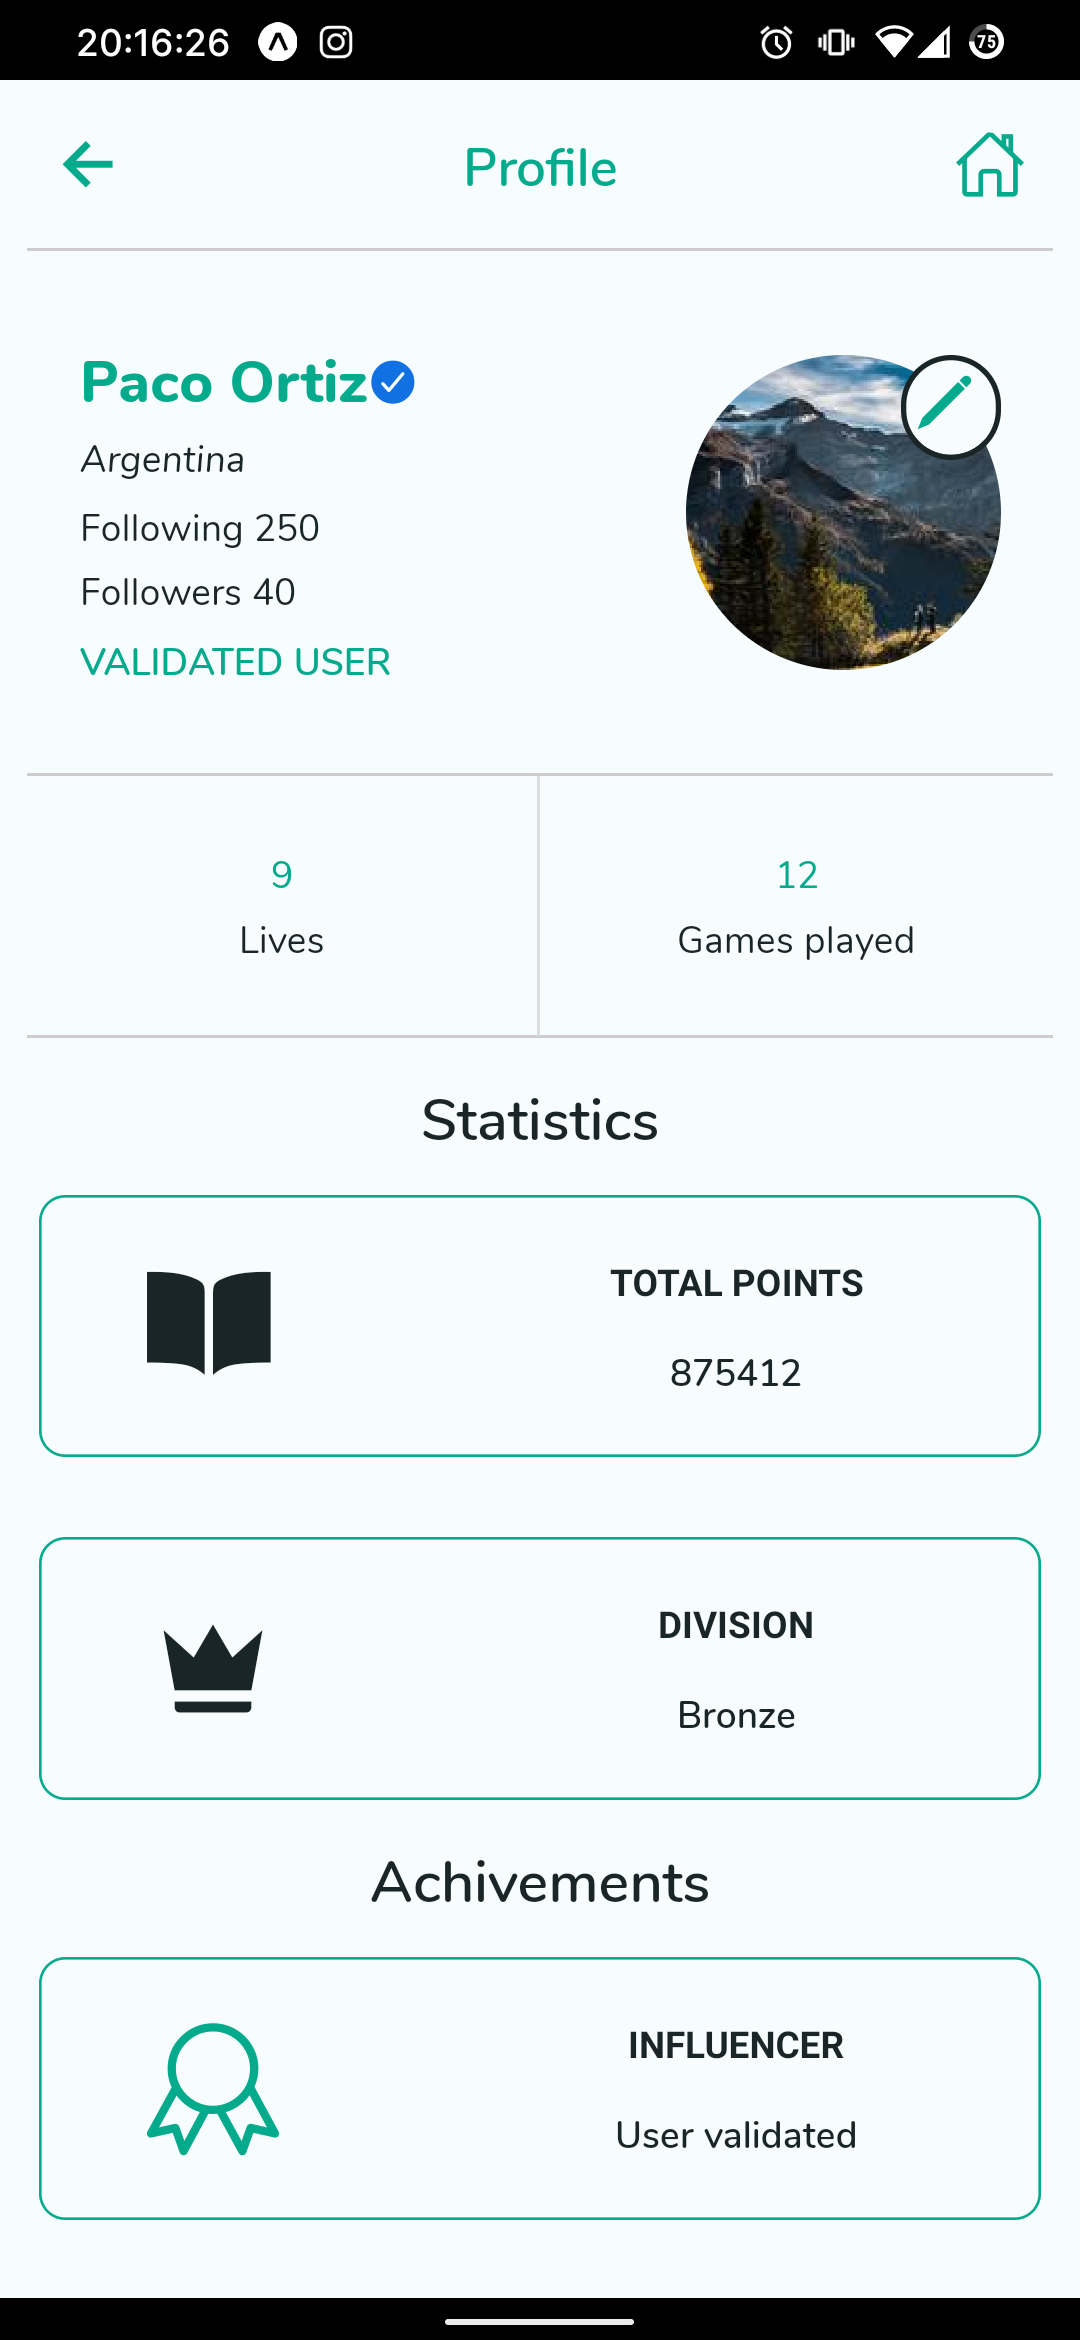 20:16:26
75
Profile
Paco Ortiz
Argentina
Following 250
Followers 40
VALIDATED USER
9
Lives
12
Games played
Statistics
TOTAL POINTS
875412
DIVISION
Bronze
Achivements
INFLUENCER
User validated